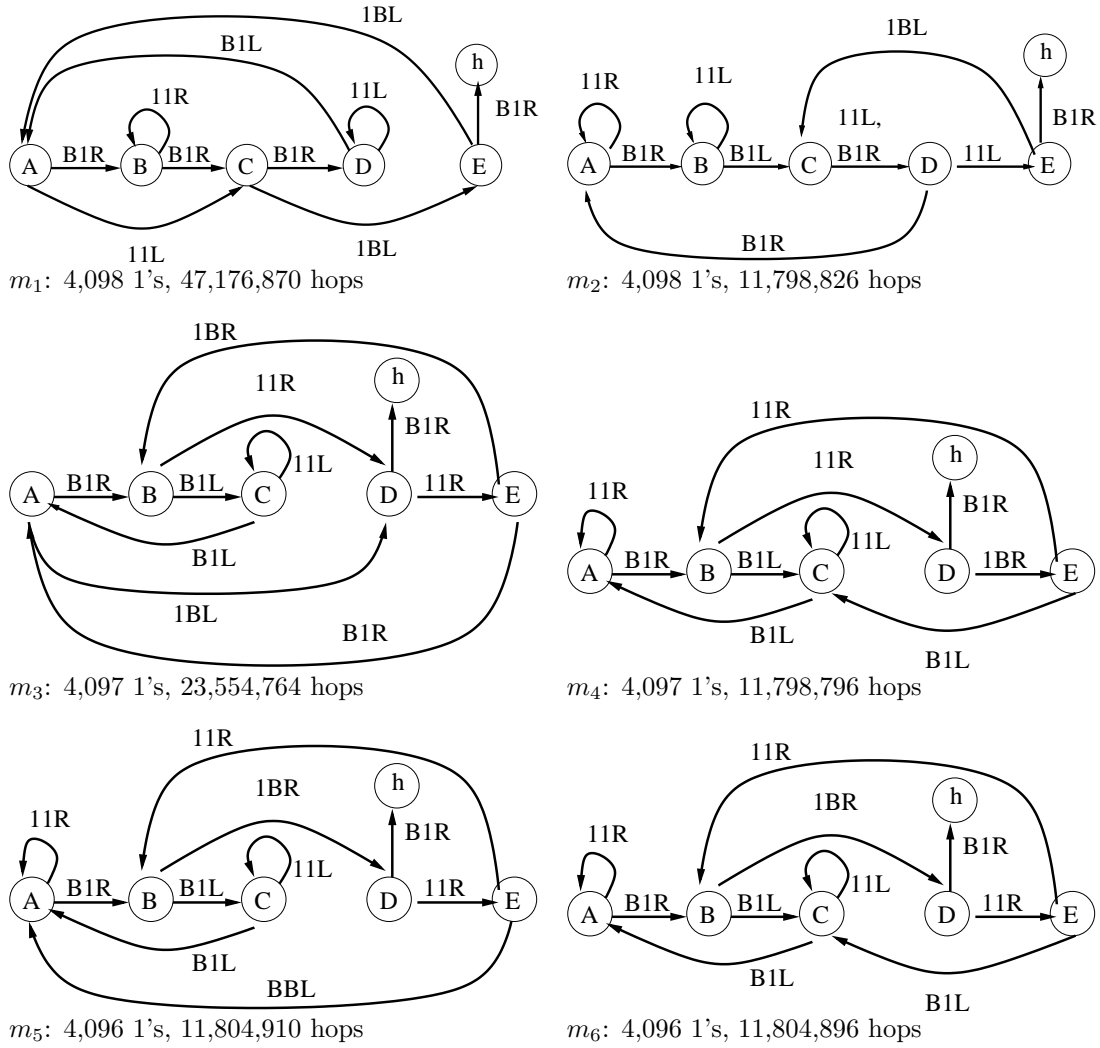 1BL
B1L
h
11R
11L
B1R
A
B1R
B
B1R
C
B1R
D
E
11L
1BL
m1: 4,098 1's, 47,176,870 hops
1BL
h
11R
11L
11L,
B1R
A
B1R
B
B1L
C
B1R
D
11L
E
B1R
m2: 4,098 1's, 11,798,826 hops
1BR
11R
h
11L
B1R
A
B1R
B
B1L
C
D
11R
E
B1L
1BL
B1R
m3: 4,097 1's, 23,554,764 hops
11R
11R
h
11R
11L
B1R
A
B1R
B
B1L
C
D
1BR
E
B1L
B1L
m4: 4,097 1's, 11,798,796 hops
11R
1BR
h
11R
11L
B1R
A
B1R
B
B1L
C
D
11R
E
B1L
BBL
m5: 4,096 1's, 11,804,910 hops
11R
1BR
h
11R
11L
B1R
A
B1R
B
B1L
C
D
11R
E
B1L
B1L
m6: 4,096 1's, 11,804,896 hops